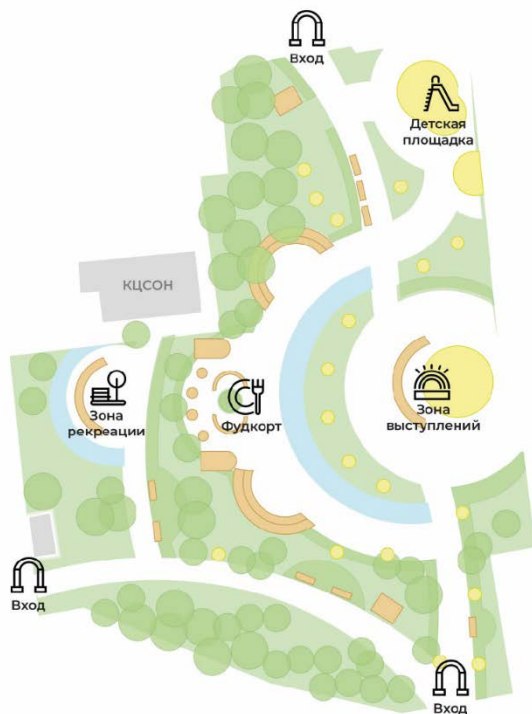 Вход
Детская
площадка
КЦСОН
Зона
рекреации
Фудкорт
Зона
выступлений
Вход
Вход